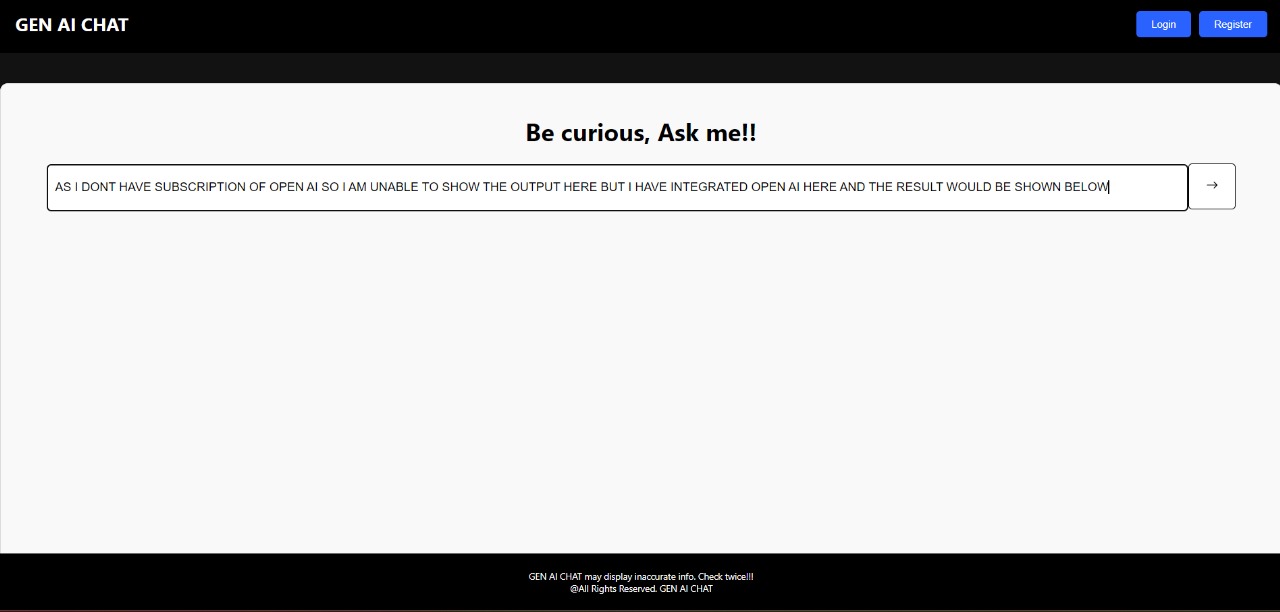 GEN AI CHAT
Login
Register
Be curious, Ask me!!
AS I DONT HAVE SUBSCRIPTION OF OPEN AI SO I AM UNABLE TO SHOW THE OUTPUT HERE BUT I HAVE INTEGRATED OPEN AI HERE AND THE RESULT WOULD BE SHOWN BELOW
→
GEN AI CHAT may display inaccurate info. Check twice!!!
@All Rights Reserved. GEN AI CHAT